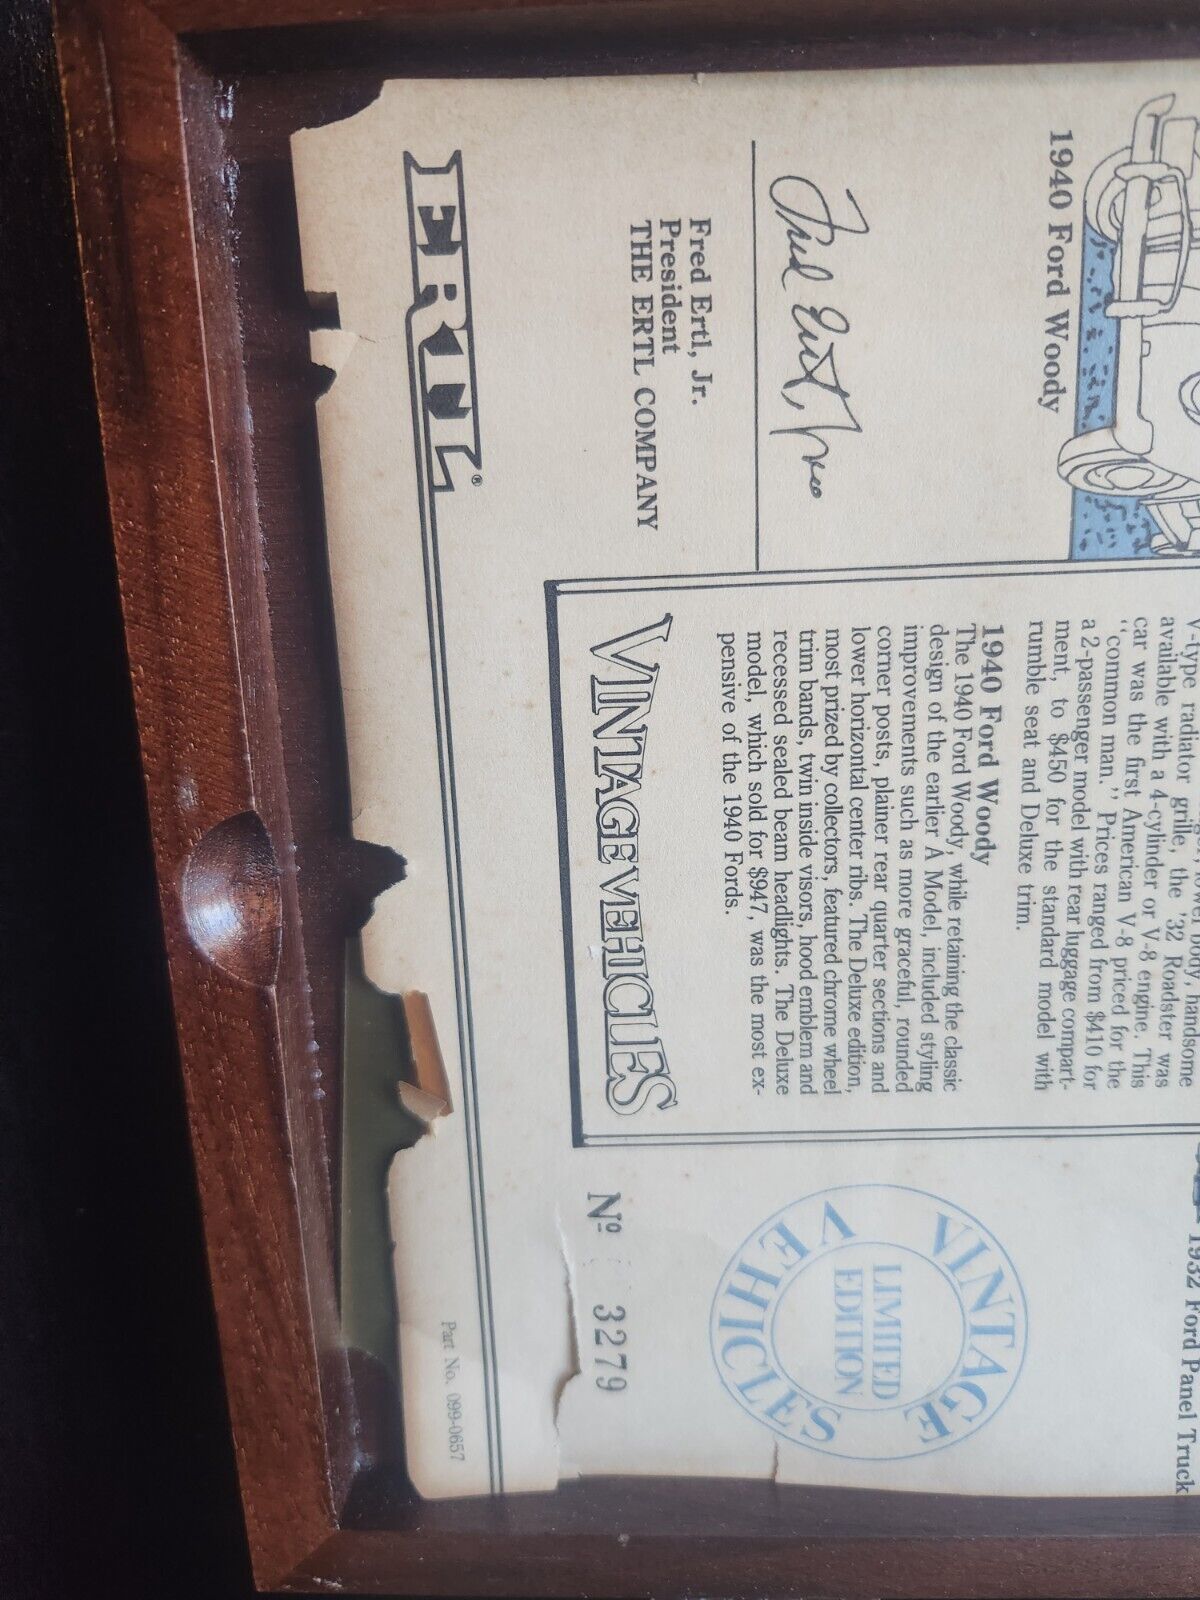 1940 Ford Woody
Fred Ertl, Jr.
Fred Ertl, Jr.
President
THE ERTL COMPANY
ERTL®
V-type radiator grille, the '32 Roadster was
available with a 4-cylinder or V-8 engine. This
car was the first American V-8 priced for the
"common man." Prices ranged from $410 for
a 2-passenger model with rear luggage compart-
ment, to $450 for the standard model with
rumble seat and Deluxe trim.
1940 Ford Woody
The 1940 Ford Woody, while retaining the classic
design of the earlier A Model, included styling
improvements such as more graceful, rounded
corner posts, plainer rear quarter sections and
lower horizontal center ribs. The Deluxe edition,
most prized by collectors, featured chrome wheel
trim bands, twin inside visors, hood emblem and
recessed sealed beam headlights. The Deluxe
model, which sold for $947, was the most ex-
pensive of the 1940 Fords.
VINTAGE VEHICLES
1932 Ford Panel Truck
VINTAGE
VEHICLES
LIMITED
EDITION
Nº 3279
Part No. 099-0657